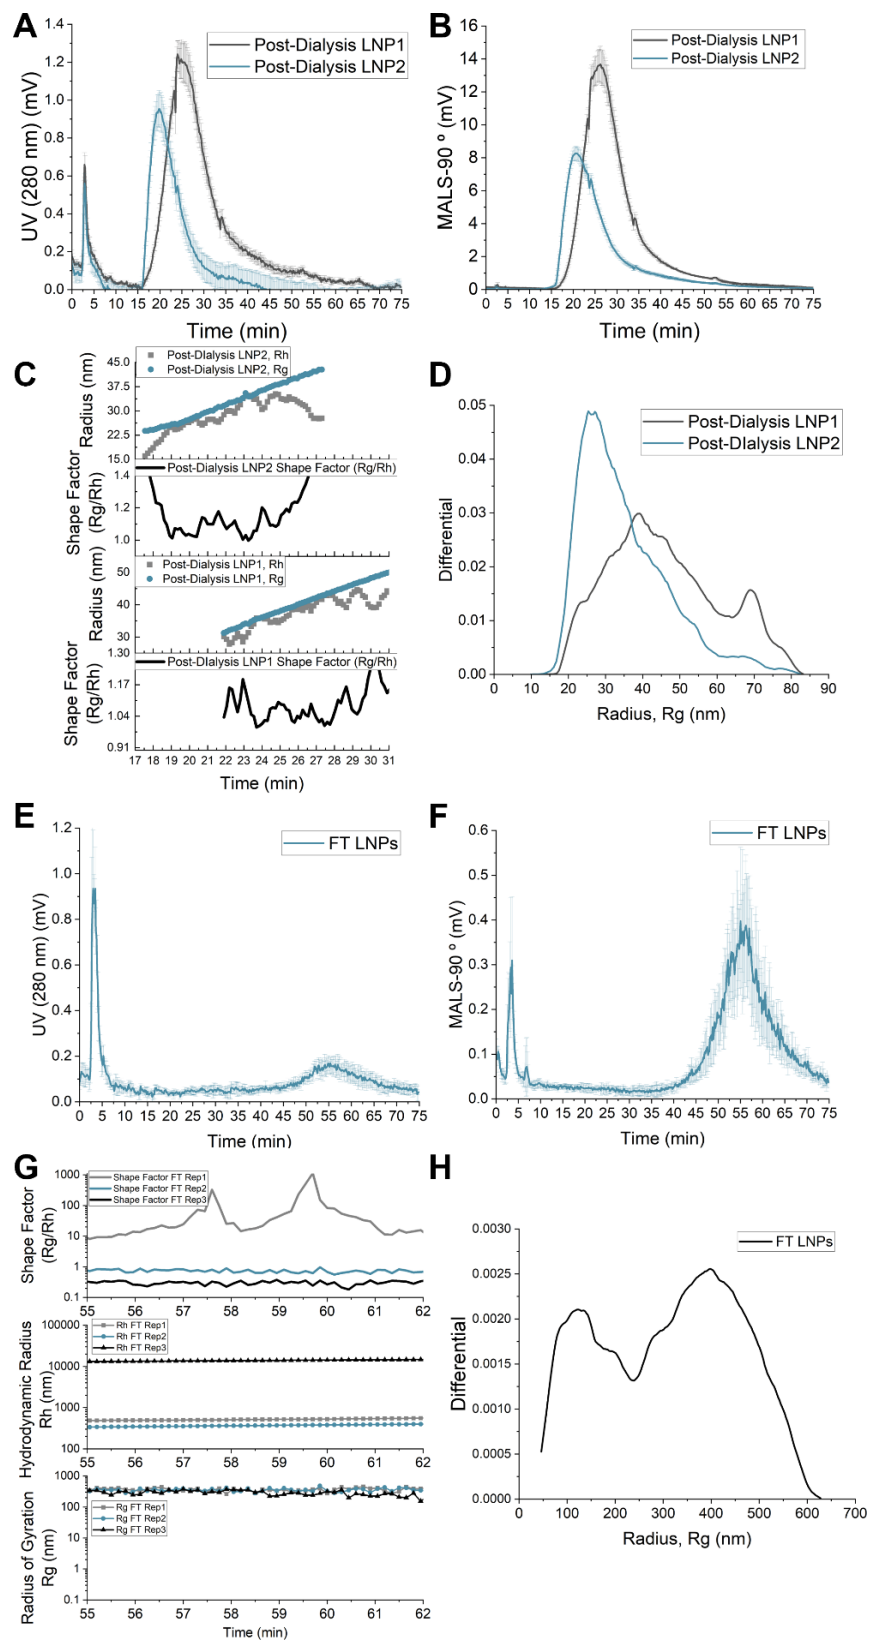 A
UV (280 nm) (mV)
1.4
1.2
1.0
0.8
0.6
0.4
0.2
0.0
Post-Dialysis LNP1
Post-Dialysis LNP2
0 5 10 15 20 25 30 35 40 45 50 55 60 65 70 75
Time (min)
B
MALS-90 º (mV)
16
14
12
10
8
6
4
2
0
Post-Dialysis LNP1
Post-Dialysis LNP2
0 5 10 15 20 25 30 35 40 45 50 55 60 65 70 75
Time (min)
C
Radius (nm)
45.0
37.5
30.0
22.5
15.0
Post-DIalysis LNP2, Rh
Post-Dialysis LNP2, Rg
Shape Factor
(Rg/Rh)
1.4
1.2
1.0
Post-Dialysis LNP2 Shape Factor (Rg/Rh)
Radius (nm)
50
40
Post-DIalysis LNP1, Rh
Post-Dialysis LNP1, Rg
Shape Factor
(Rg/Rh)
1.30
1.17
1.04
0.91
Post-DIalysis LNP1 Shape Factor (Rg/Rh)
17 18 19 20 21 22 23 24 25 26 27 28 29 30 31
Time (min)
D
Differential
0.05
0.04
0.03
0.02
0.01
0.00
Post-Dialysis LNP1
Post-DIalysis LNP2
0 10 20 30 40 50 60 70 80 90
Radius, Rg (nm)
E
UV (280 nm) (mV)
1.2
1.0
0.8
0.6
0.4
0.2
0.0
FT LNPs
0 5 10 15 20 25 30 35 40 45 50 55 60 65 70 75
Time (min)
F
MALS-90 º (mV)
0.6
0.5
0.4
0.3
0.2
0.1
0.0
FT LNPs
0 5 10 15 20 25 30 35 40 45 50 55 60 65 70 75
Time (min)
G
Shape Factor
(Rg/Rh)
1000
100
10
1
0.1
Shape Factor FT Rep1
Shape Factor FT Rep2
Shape Factor FT Rep3
55 56 57 58 59 60 61 62
Hydrodynamic Radius
Rh (nm)
100000
10000
1000
100
Rh FT Rep1
Rh FT Rep2
Rh FT Rep3
55 56 57 58 59 60 61 62
Radius of Gyration
Rg (nm)
1000
100
10
1
0.1
Rg FT Rep1
Rg FT Rep2
Rg FT Rep3
55 56 57 58 59 60 61 62
Time (min)
H
Differential
0.0030
0.0025
0.0020
0.0015
0.0010
0.0005
0.0000
FT LNPs
0 100 200 300 400 500 600 700
Radius, Rg (nm)